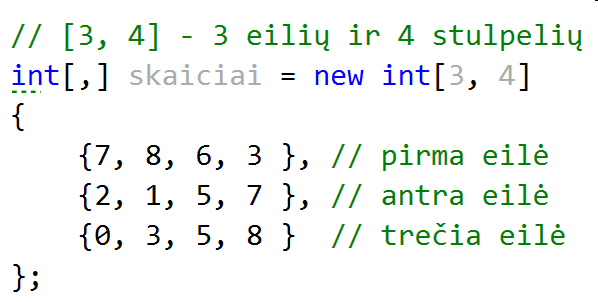 // [3, 4] - 3 eilių ir 4 stulpelių
int[,] skaiciai = new int[3, 4]
{
    {7, 8, 6, 3 }, // pirma eilė
    {2, 1, 5, 7 }, // antra eilė
    {0, 3, 5, 8 }  // trečia eilė
};